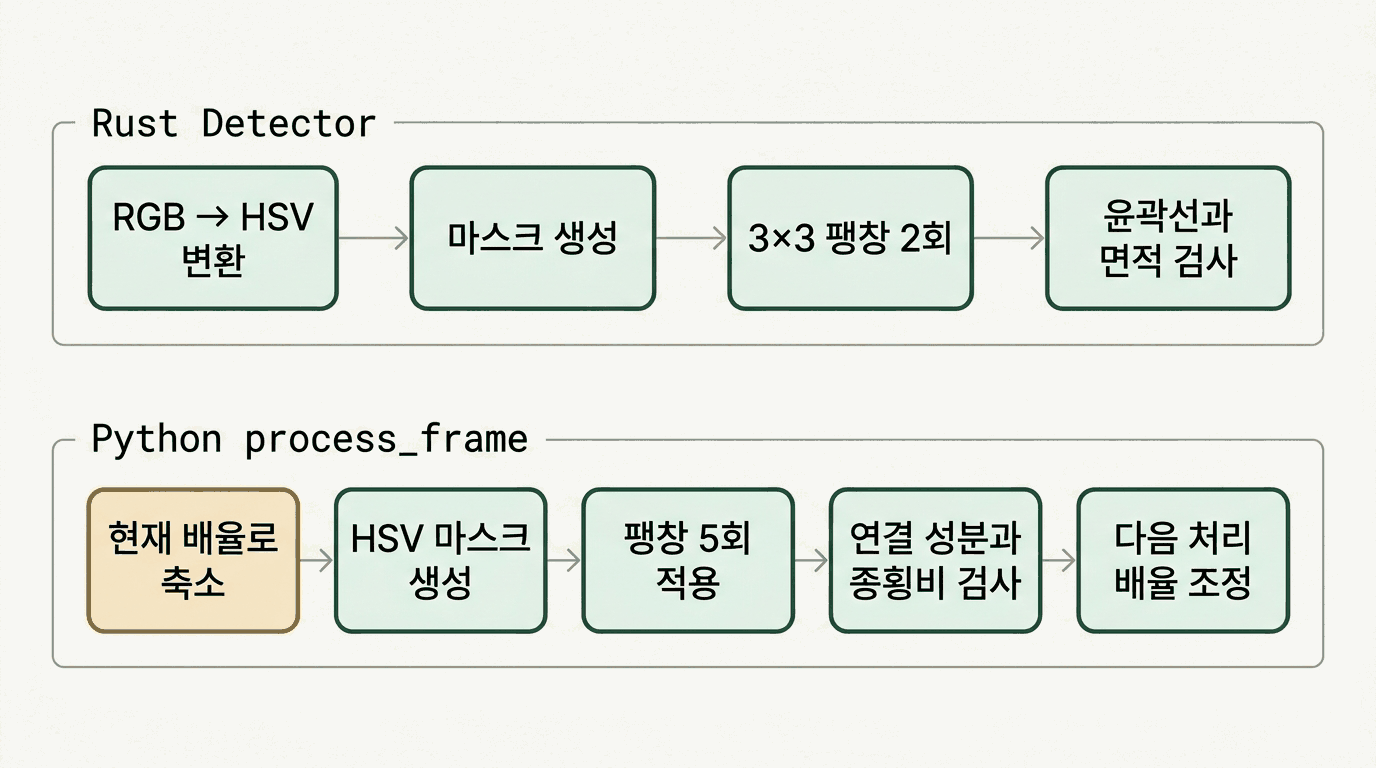 Rust Detector
RGB → HSV
변환
마스크 생성
3×3 팽창 2회
윤곽선과
면적 검사
Python process_frame
현재 배율로
축소
HSV 마스크
생성
팽창 5회
적용
연결 성분과
종횡비 검사
다음 처리
배율 조정